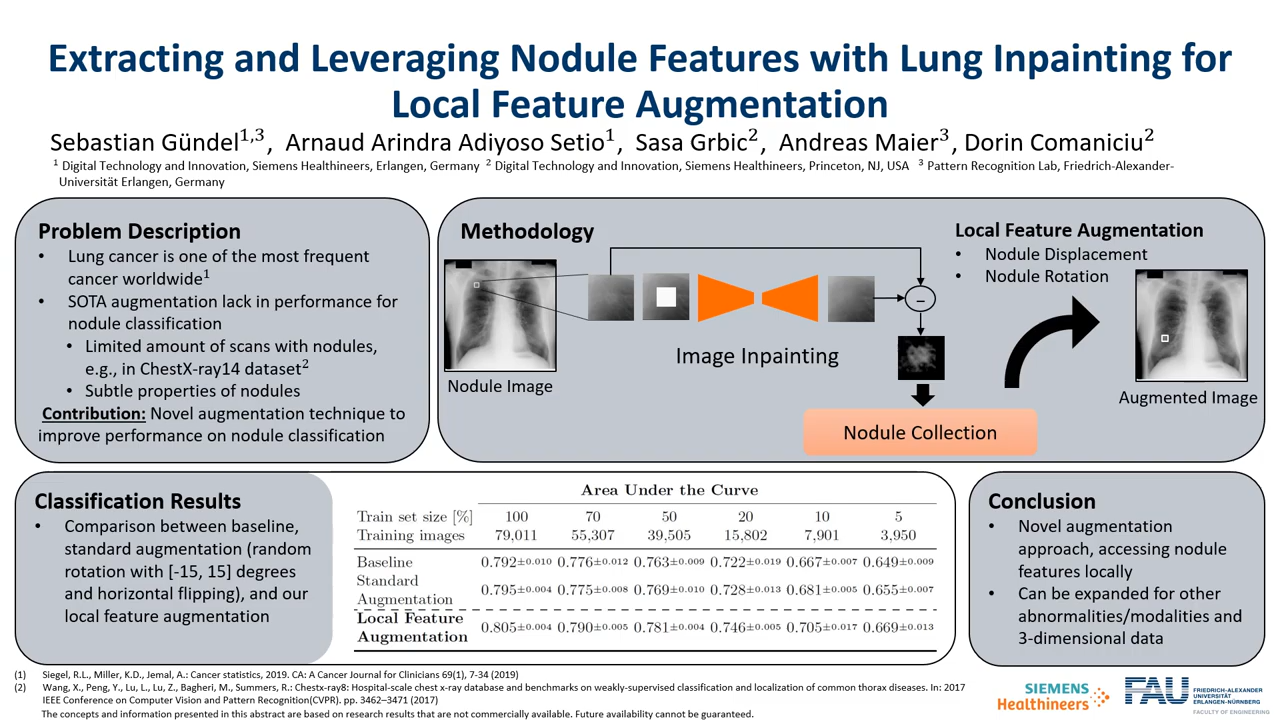 Extracting and Leveraging Nodule Features with Lung Inpainting for
Local Feature Augmentation
Sebastian Gündel1,3, Arnaud Arindra Adiyoso Setio1, Sasa Grbic2, Andreas Maier3, Dorin Comaniciu2
1 Digital Technology and Innovation, Siemens Healthineers, Erlangen, Germany 2 Digital Technology and Innovation, Siemens Healthineers, Princeton, NJ, USA 3 Pattern Recognition Lab, Friedrich-Alexander-
Universität Erlangen, Germany
Problem Description
• Lung cancer is one of the most frequent
cancer worldwide1
• SOTA augmentation lack in performance for
nodule classification
• Limited amount of scans with nodules,
e.g., in ChestX-ray14 dataset2
• Subtle properties of nodules
Contribution: Novel augmentation technique to
improve performance on nodule classification
Methodology
Nodule Image
Image Inpainting
−
Nodule Collection
Local Feature Augmentation
• Nodule Displacement
• Nodule Rotation
Augmented Image
Classification Results
• Comparison between baseline,
standard augmentation (random
rotation with [-15, 15] degrees
and horizontal flipping), and our
local feature augmentation
Area Under the Curve
Train set size [%] 100 70 50 20 10 5
Training images 79,011 55,307 39,505 15,802 7,901 3,950
Baseline 0.792±0.010 0.776±0.012 0.763±0.009 0.722±0.019 0.667±0.007 0.649±0.009
Standard
Augmentation 0.795±0.004 0.775±0.008 0.769±0.010 0.728±0.013 0.681±0.005 0.655±0.007
Local Feature
Augmentation 0.805±0.004 0.790±0.005 0.781±0.004 0.746±0.005 0.705±0.017 0.669±0.013
Conclusion
• Novel augmentation
approach, accessing nodule
features locally
• Can be expanded for other
abnormalities/modalities and
3-dimensional data
(1) Siegel, R.L., Miller, K.D., Jemal, A.: Cancer statistics, 2019. CA: A Cancer Journal for Clinicians 69(1), 7-34 (2019)
(2) Wang, X., Peng, Y., Lu, L., Lu, Z., Bagheri, M., Summers, R.: Chestx-ray8: Hospital-scale chest x-ray database and benchmarks on weakly-supervised classification and localization of common thorax diseases. In: 2017
IEEE Conference on Computer Vision and Pattern Recognition(CVPR). pp. 3462–3471 (2017)
The concepts and information presented in this abstract are based on research results that are not commercially available. Future availability cannot be guaranteed.
SIEMENS
Healthineers
FAU
FRIEDRICH-ALEXANDER
UNIVERSITÄT
ERLANGEN-NÜRNBERG
FACULTY OF ENGINEERING